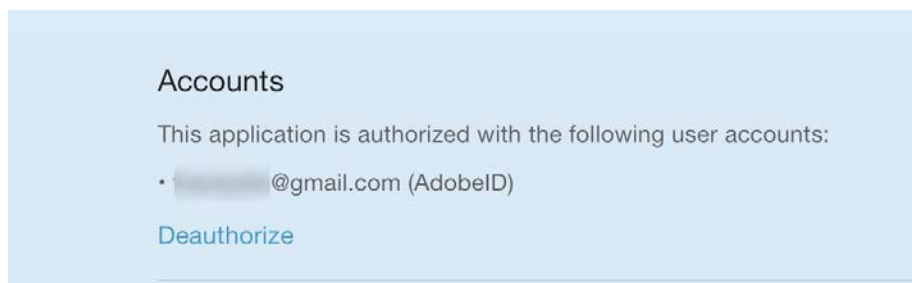 Accounts
This application is authorized with the following user accounts:
• @gmail.com (AdobeID)
Deauthorize